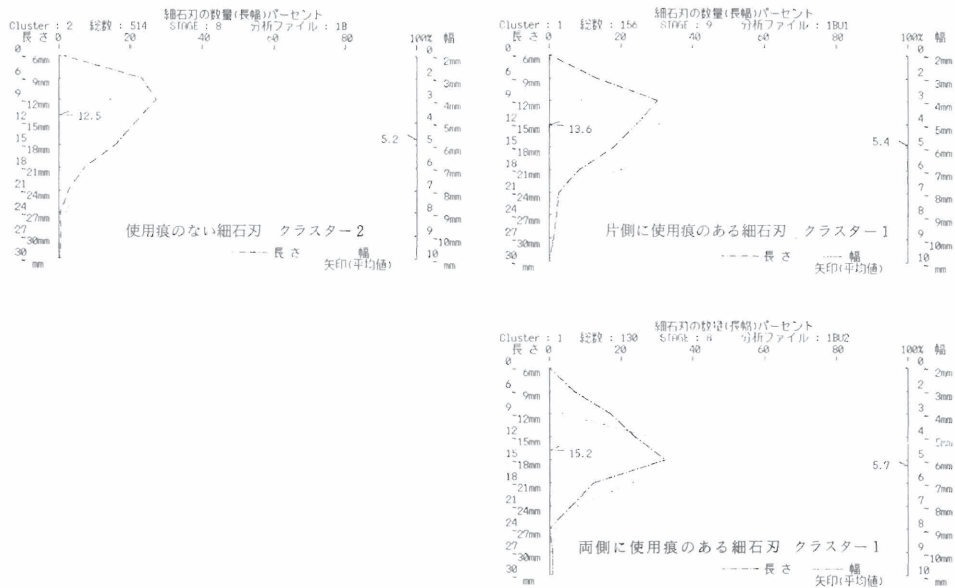 細石刃の数量(長幅)パーセント
Cluster : 2 総数 : 514 STAGE : 8 分析ファイル : 1B
長さ 0 20 40 60 80 100% 幅
0 - 6mm
6 - 9mm
9 - 12mm
12 - 15mm
15 - 18mm
18 - 21mm
21 - 24mm
24 - 27mm
27 - 30mm
30 - mm
12.5
5.2
0 - 2mm
2 - 3mm
3 - 4mm
4 - 5mm
5 - 6mm
6 - 7mm
7 - 8mm
8 - 9mm
9 - 10mm
10 - mm
使用痕のない細石刃 クラスター2
長さ 幅
矢印(平均値)
細石刃の数量(長幅)パーセント
Cluster : 1 総数 : 156 STAGE : 9 分析ファイル : 1BU1
長さ 0 20 40 60 80 100% 幅
0 - 6mm
6 - 9mm
9 - 12mm
12 - 15mm
15 - 18mm
18 - 21mm
21 - 24mm
24 - 27mm
27 - 30mm
30 - mm
13.6
5.4
0 - 2mm
2 - 3mm
3 - 4mm
4 - 5mm
5 - 6mm
6 - 7mm
7 - 8mm
8 - 9mm
9 - 10mm
10 - mm
片側に使用痕のある細石刃 クラスター1
長さ 幅
矢印(平均値)
細石刃の数量(長幅)パーセント
Cluster : 1 総数 : 130 STAGE : 8 分析ファイル : 1BU2
長さ 0 20 40 60 80 100% 幅
0 - 6mm
6 - 9mm
9 - 12mm
12 - 15mm
15 - 18mm
18 - 21mm
21 - 24mm
24 - 27mm
27 - 30mm
30 - mm
15.2
5.7
0 - 2mm
2 - 3mm
3 - 4mm
4 - 5mm
5 - 6mm
6 - 7mm
7 - 8mm
8 - 9mm
9 - 10mm
10 - mm
両側に使用痕のある細石刃 クラスター1
長さ 幅
矢印(平均値)